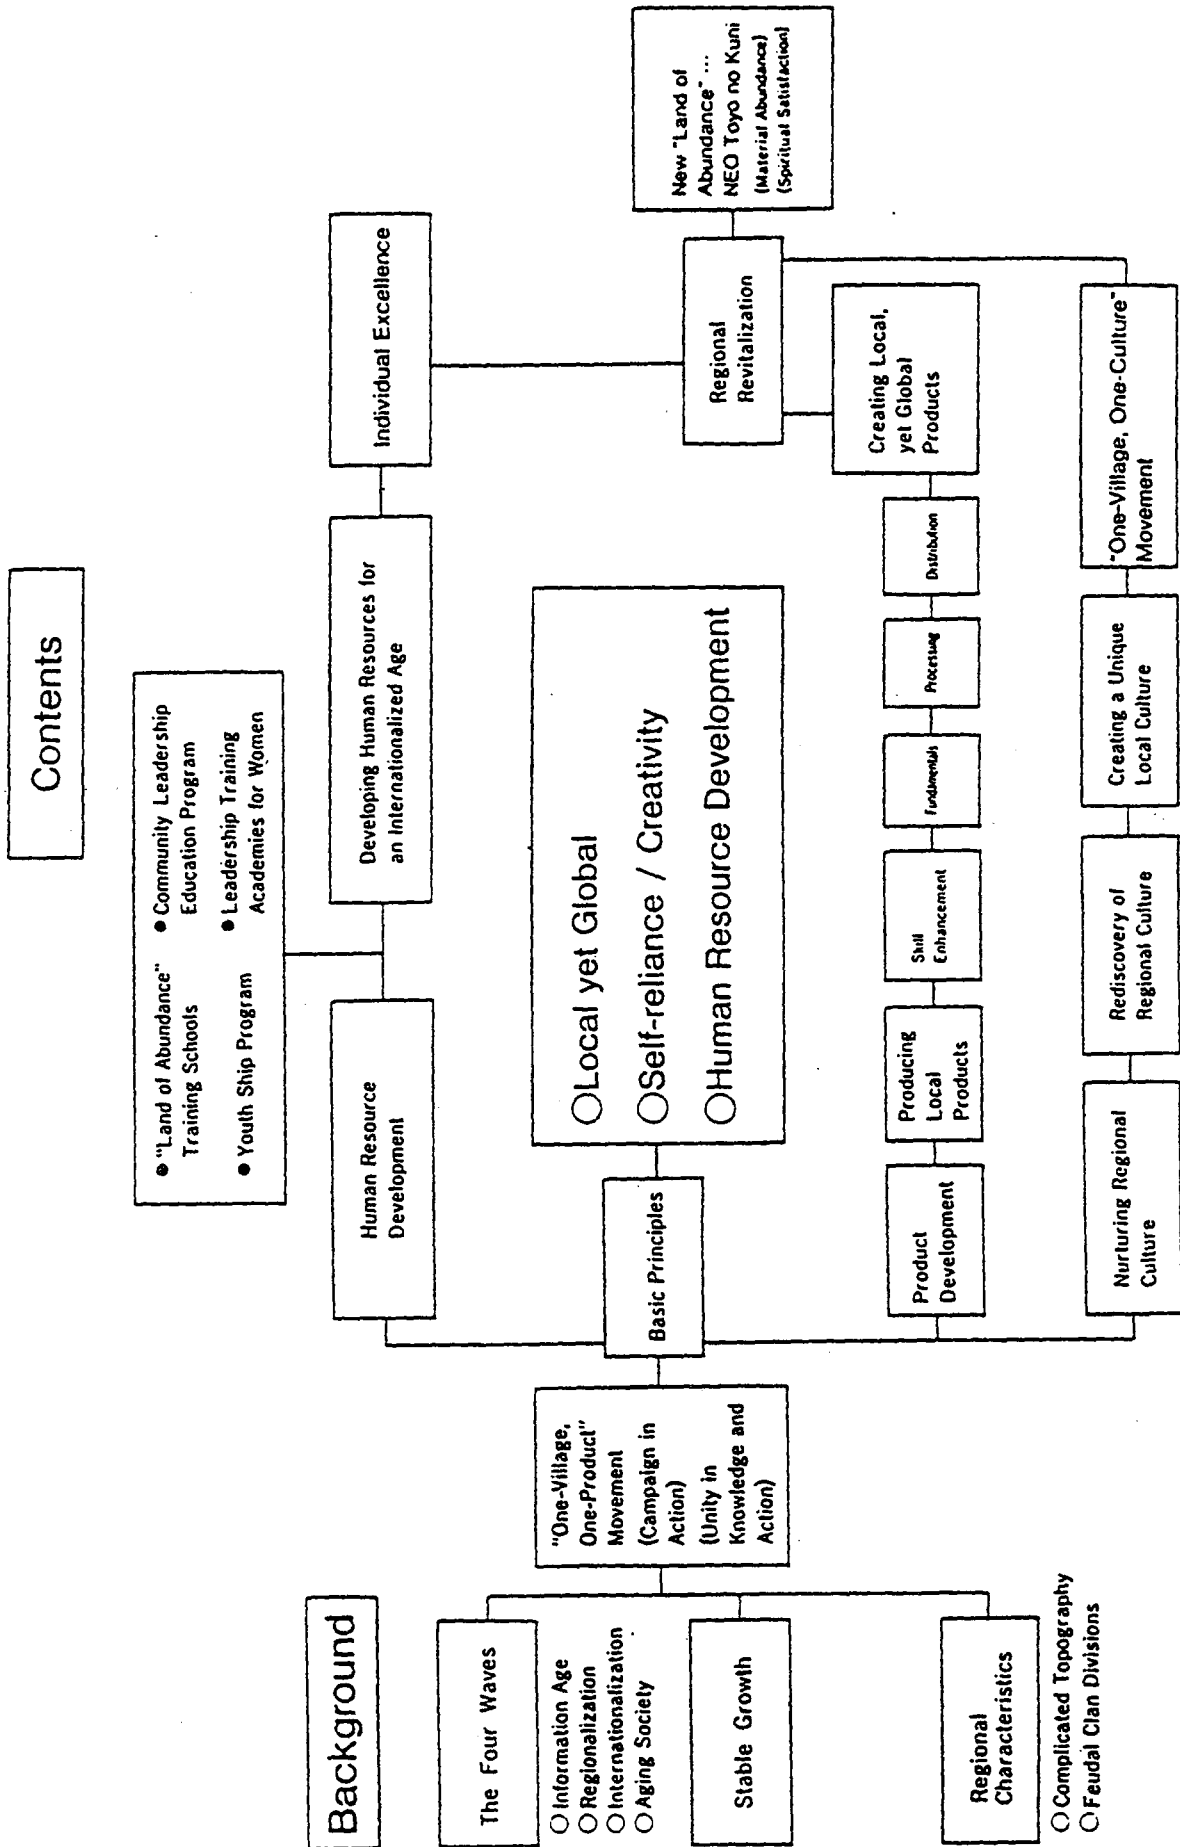 Contents
Background
The Four Waves
○ Information Age
○ Regionalization
○ Internationalization
○ Aging Society
Stable Growth
Regional
Characteristics
○ Complicated Topography
○ Feudal Clan Divisions
"One-Village,
One-Product"
Movement
(Campaign in
Action)
(Unity in
Knowledge and
Action)
Basic Principles
○Local yet Global
○Self-reliance / Creativity
○Human Resource Development
Human Resource
Development
● "Land of Abundance"
Training Schools
● Youth Ship Program
● Community Leadership
Education Program
● Leadership Training
Academies for Women
Developing Human Resources for
an Internationalized Age
Individual Excellence
Product
Development
Producing
Local
Products
Skill
Enhancement
Fundamentals
Processing
Distribution
Creating Local,
yet Global
Products
Nurturing Regional
Culture
Rediscovery of
Regional Culture
Creating a Unique
Local Culture
"One-Village, One-Culture"
Movement
Regional
Revitalization
New "Land of
Abundance" ...
NEO Toyo no Kuni
(Material Abundance)
(Spiritual Satisfaction)